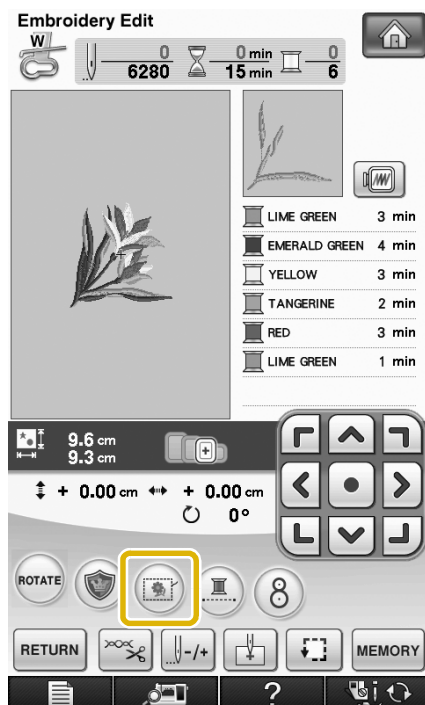 Embroidery Edit
W
0 0 min 0
6280 15 min 6
LIME GREEN 3 min
EMERALD GREEN 4 min
YELLOW 3 min
TANGERINE 2 min
RED 3 min
LIME GREEN 1 min
9.6 cm
9.3 cm
+ 0.00 cm + 0.00 cm
0°
ROTATE
8
RETURN
-/+
MEMORY
?